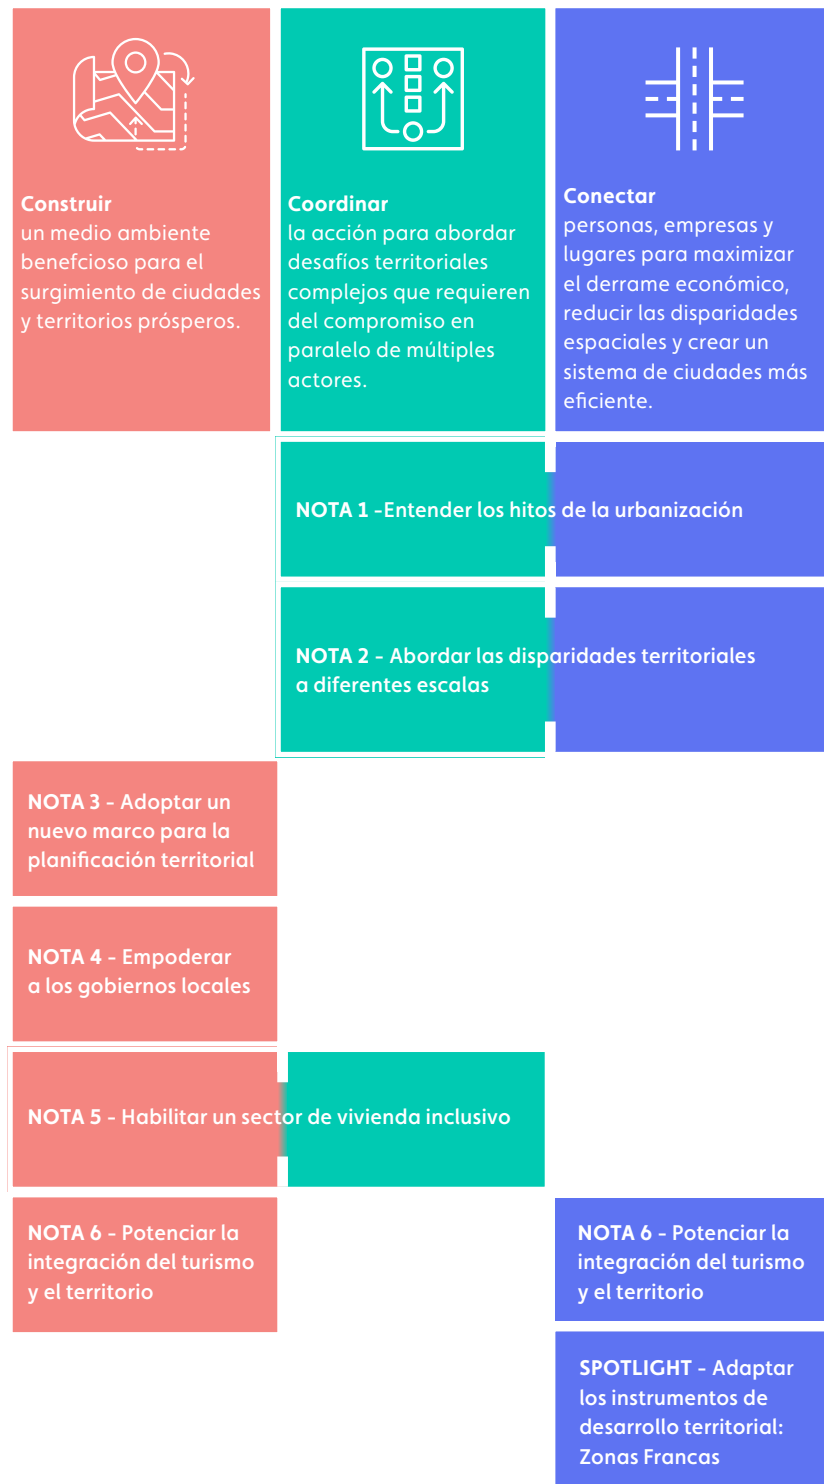 Construir
un medio ambiente
benefcioso para el
surgimiento de ciudades
y territorios prósperos.
Coordinar
la acción para abordar
desafíos territoriales
complejos que requieren
del compromiso en
paralelo de múltiples
actores.
Conectar
personas, empresas y
lugares para maximizar
el derrame económico,
reducir las disparidades
espaciales y crear un
sistema de ciudades más
eficiente.
NOTA 1 -Entender los hitos de la urbanización
NOTA 2 - Abordar las disparidades territoriales
a diferentes escalas
NOTA 3 - Adoptar un
nuevo marco para la
planificación territorial
NOTA 4 - Empoderar
a los gobiernos locales
NOTA 5 - Habilitar un sector de vivienda inclusivo
NOTA 6 - Potenciar la
integración del turismo
y el territorio
NOTA 6 - Potenciar la
integración del turismo
y el territorio
SPOTLIGHT - Adaptar
los instrumentos de
desarrollo territorial:
Zonas Francas